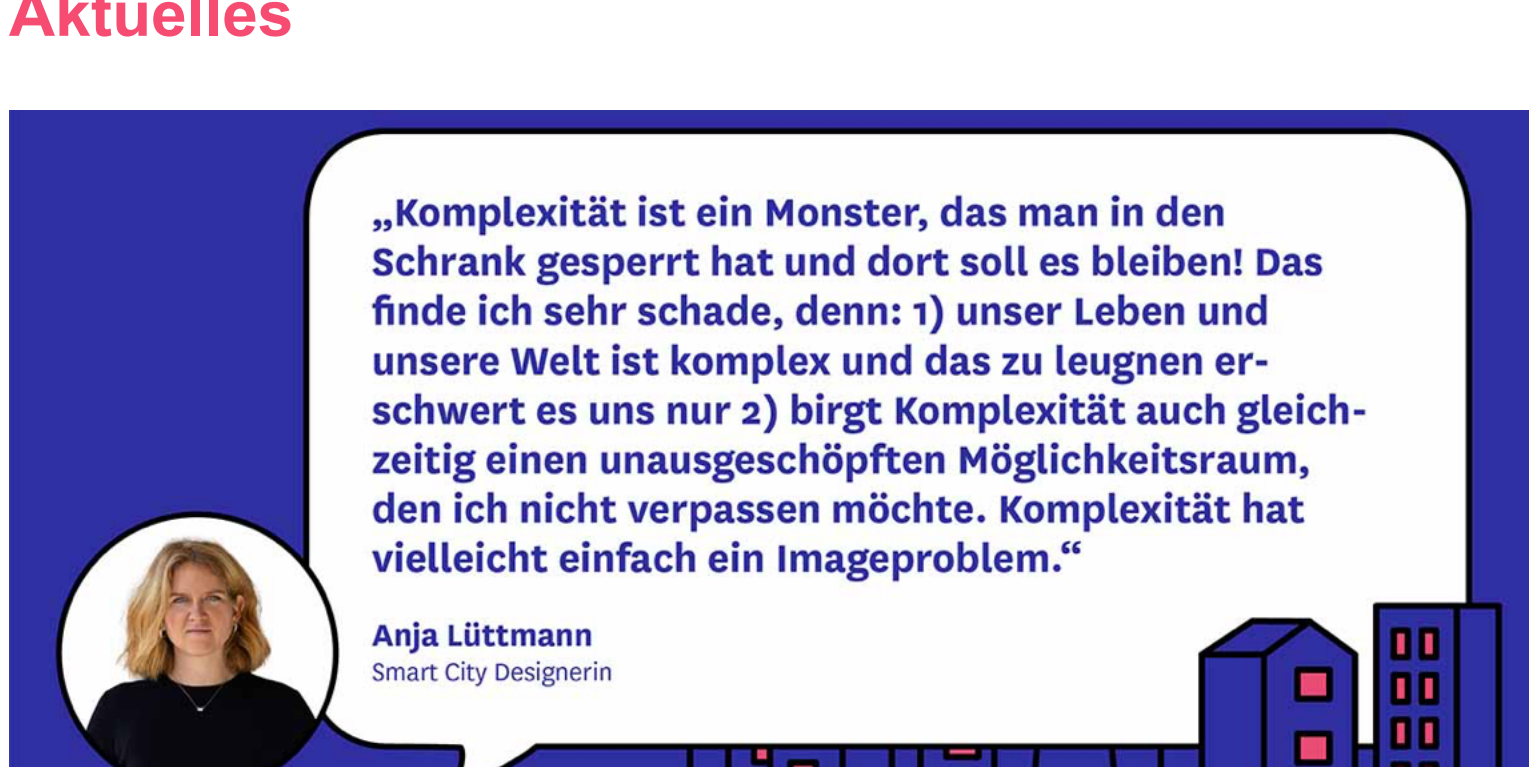 Aktuelles
„Komplexität ist ein Monster, das man in den
Schrank gesperrt hat und dort soll es bleiben! Das
finde ich sehr schade, denn: 1) unser Leben und
unsere Welt ist komplex und das zu leugnen er-
schwert es uns nur 2) birgt Komplexität auch gleich-
zeitig einen unausgeschöpften Möglichkeitsraum,
den ich nicht verpassen möchte. Komplexität hat
vielleicht einfach ein Imageproblem.“
Anja Lüttmann
Smart City Designerin